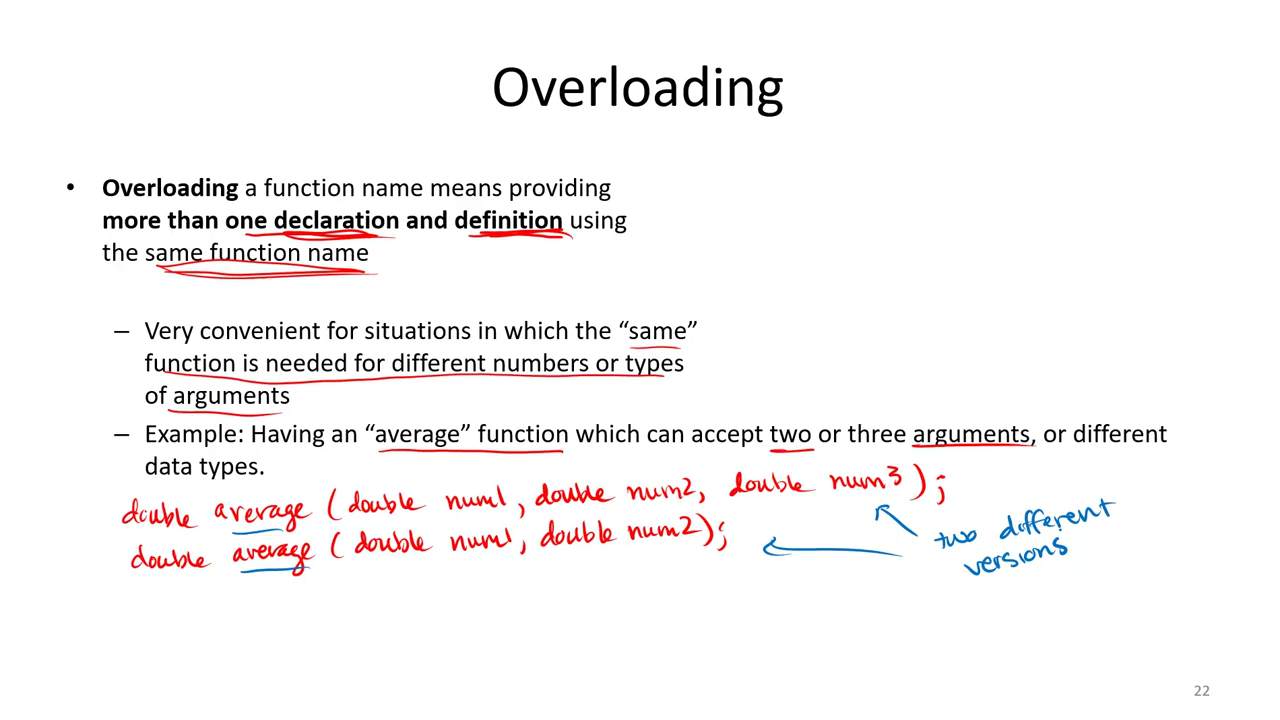 Overloading
• Overloading a function name means providing
more than one declaration and definition using
the same function name
– Very convenient for situations in which the “same”
function is needed for different numbers or types
of arguments
– Example: Having an “average” function which can accept two or three arguments, or different
data types.
double average (double num1, double num2, double num3);
double average (double num1, double num2);
two different
versions
22